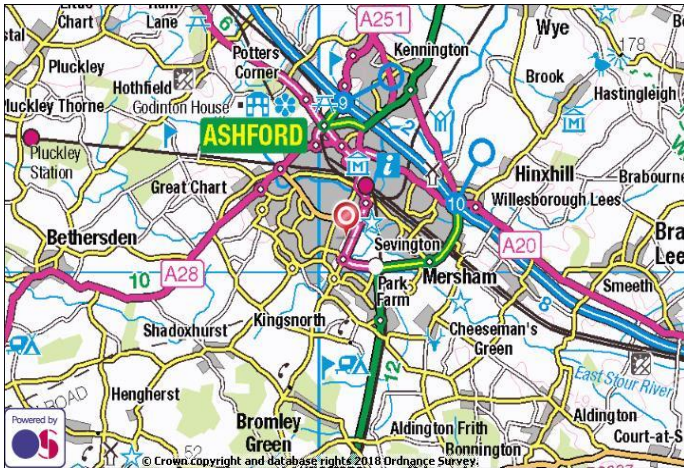 Little
Chart
Lane
A251
Potters
Corner
Kennington
Wye
178
Pluckley
Hothfield
Brook
Hastingleigh
Pluckley Thorne
Godinton House
9
ASHFORD
Pluckley
Station
Great Chart
10
Hinxhill
Brabourne
Willesborough Lees
Bethersden
Sevington
A20
A28
10
Mersham
Park
Farm
8
Smeeth
Shadoxhurst
Kingsnorth
Cheeseman's
Green
12
East Stour River
Hengherst
Aldington
Powered by
OS
Bromley
Green
Aldington Frith
Bonnington
Court-at-S
52
© Crown copyright and database rights 2018 Ordnance Survey.